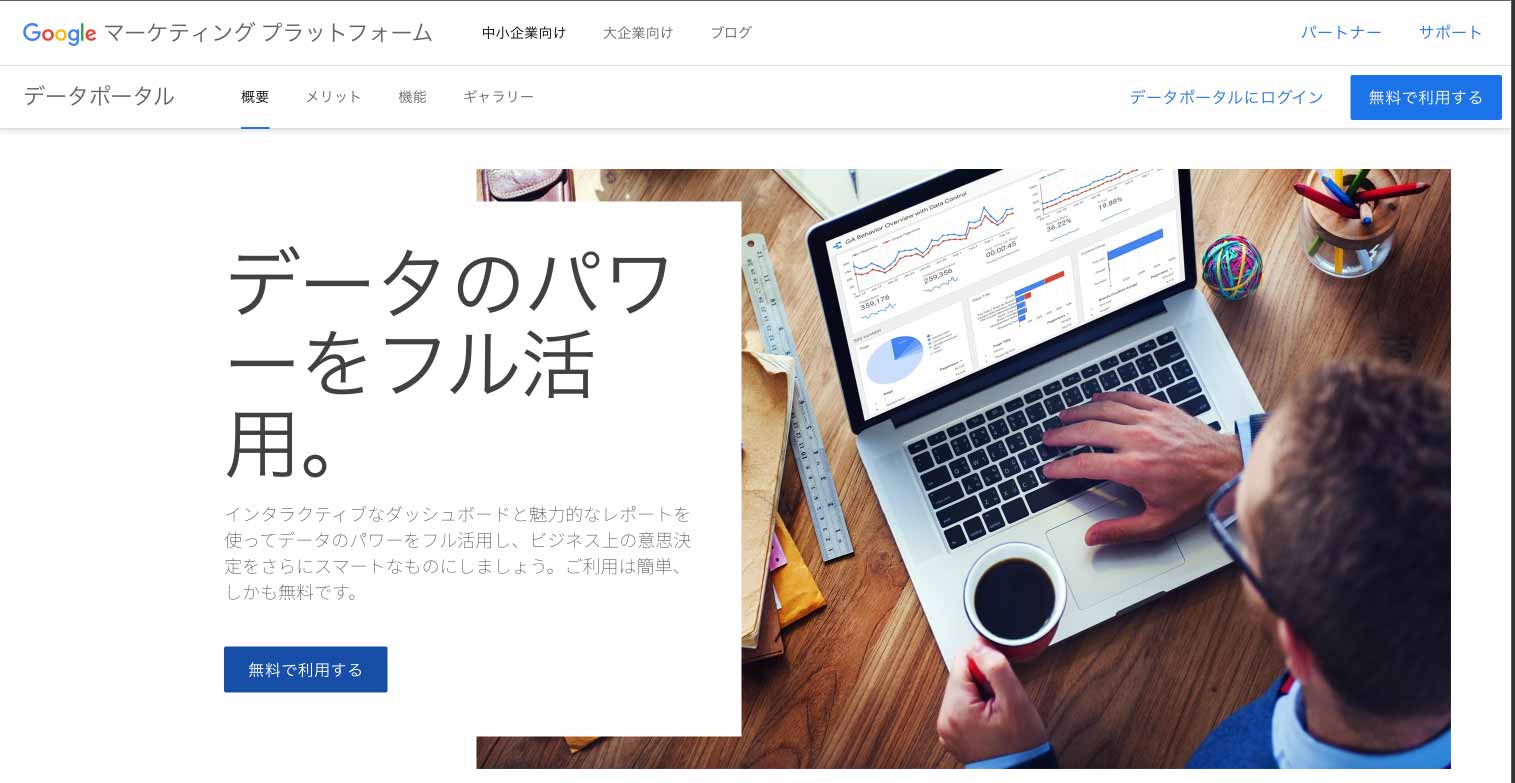 Google マーケティング プラットフォーム 中小企業向け 大企業向け ブログ パートナー サポート
データポータル 概要 メリット 機能 ギャラリー データポータルにログイン 無料で利用する
データのパワ
ーをフル活
用。
インタラクティブなダッシュボードと魅力的なレポートを
使ってデータのパワーをフル活用し、ビジネス上の意思決
定をさらにスマートなものにしましょう。ご利用は簡単、
しかも無料です。
無料で利用する
GA Behavior Overview with Data Control
359,176
259,356
00:00:45
36.22%
19.88%